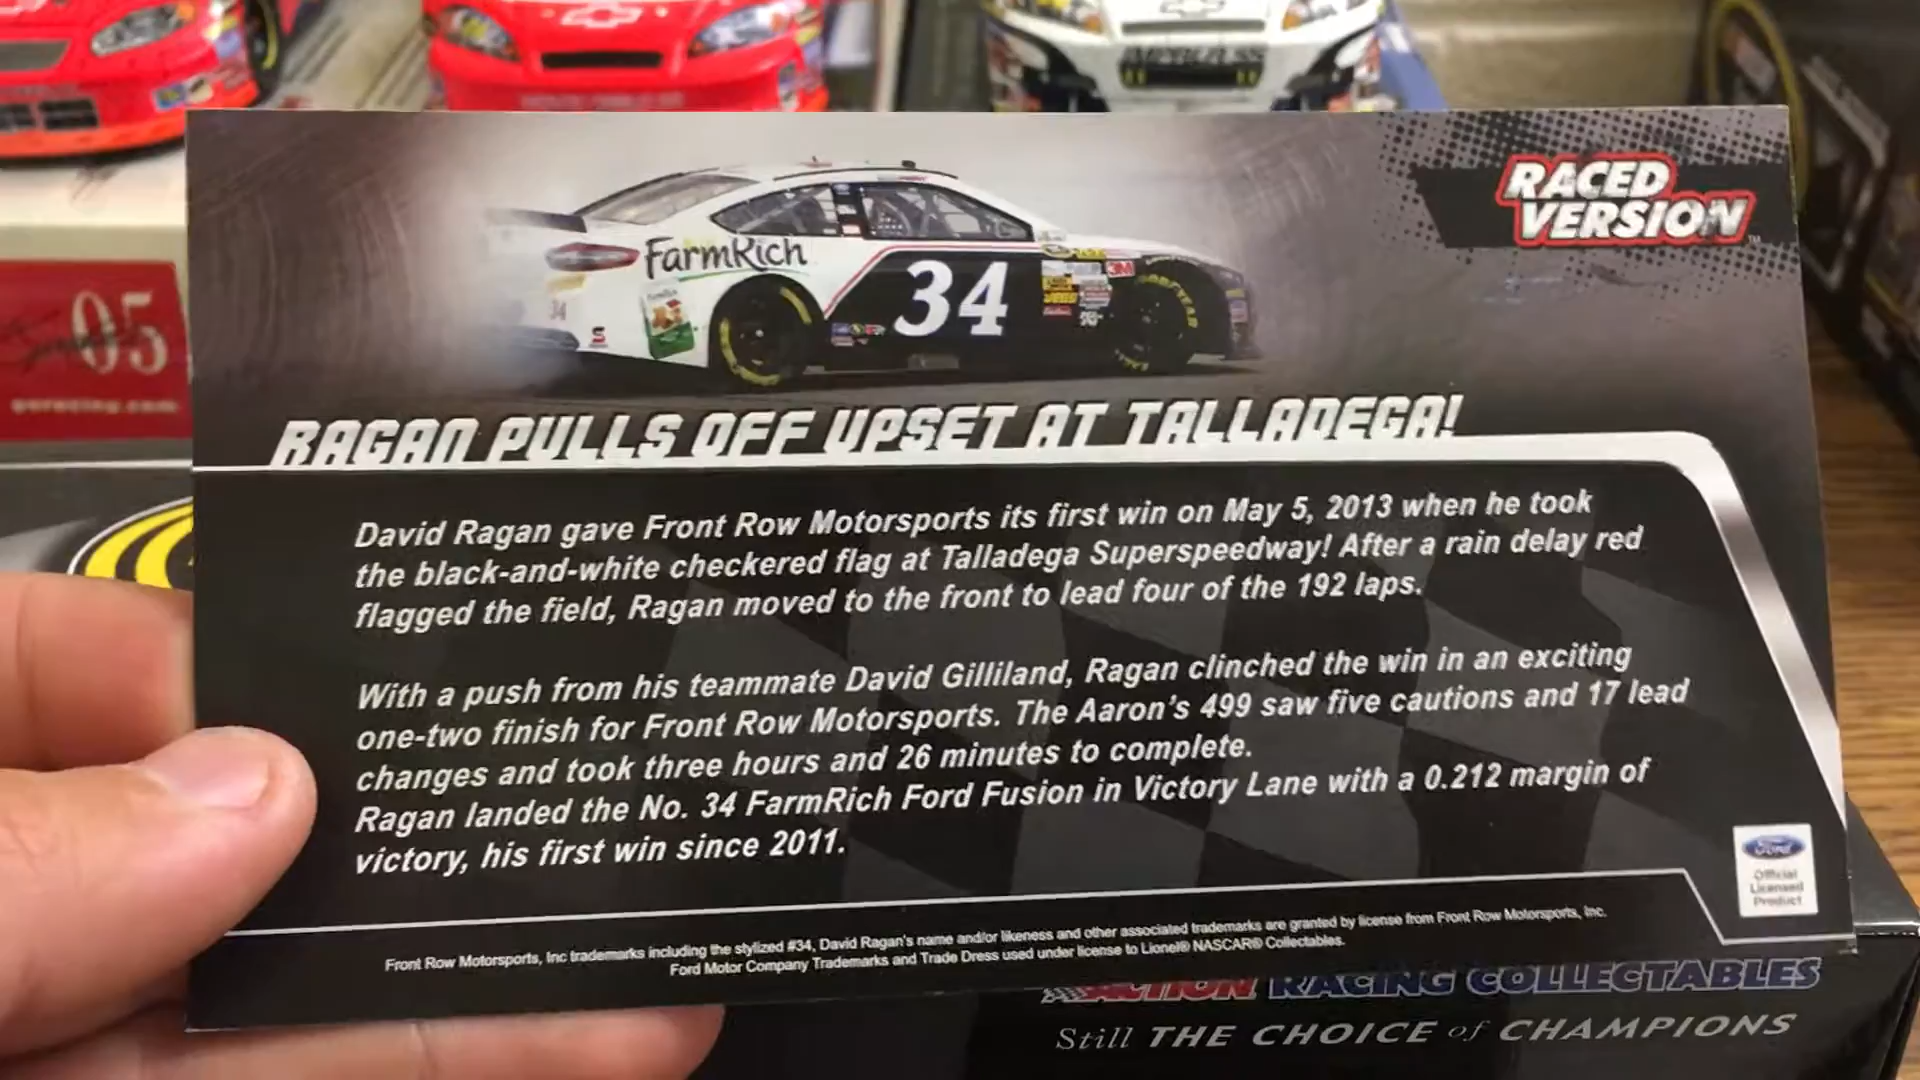 RACED
VERSION
FarmRich
34
34
3M
GOODYEAR
RAGAN PULLS OFF UPSET AT TALLADEGA!
David Ragan gave Front Row Motorsports its first win on May 5, 2013 when he took
the black-and-white checkered flag at Talladega Superspeedway! After a rain delay red
flagged the field, Ragan moved to the front to lead four of the 192 laps.
With a push from his teammate David Gilliland, Ragan clinched the win in an exciting
one-two finish for Front Row Motorsports. The Aaron's 499 saw five cautions and 17 lead
changes and took three hours and 26 minutes to complete.
Ragan landed the No. 34 FarmRich Ford Fusion in Victory Lane with a 0.212 margin of
victory, his first win since 2011.
Ford
Official
Licensed
Product
Front Row Motorsports, Inc trademarks including the stylized #34, David Ragan's name and/or likeness and other associated trademarks are granted by license from Front Row Motorsports, Inc.
Ford Motor Company Trademarks and Trade Dress used under license to Lionel® NASCAR® Collectables.
05
ACTION RACING COLLECTABLES
Still THE CHOICE of CHAMPIONS